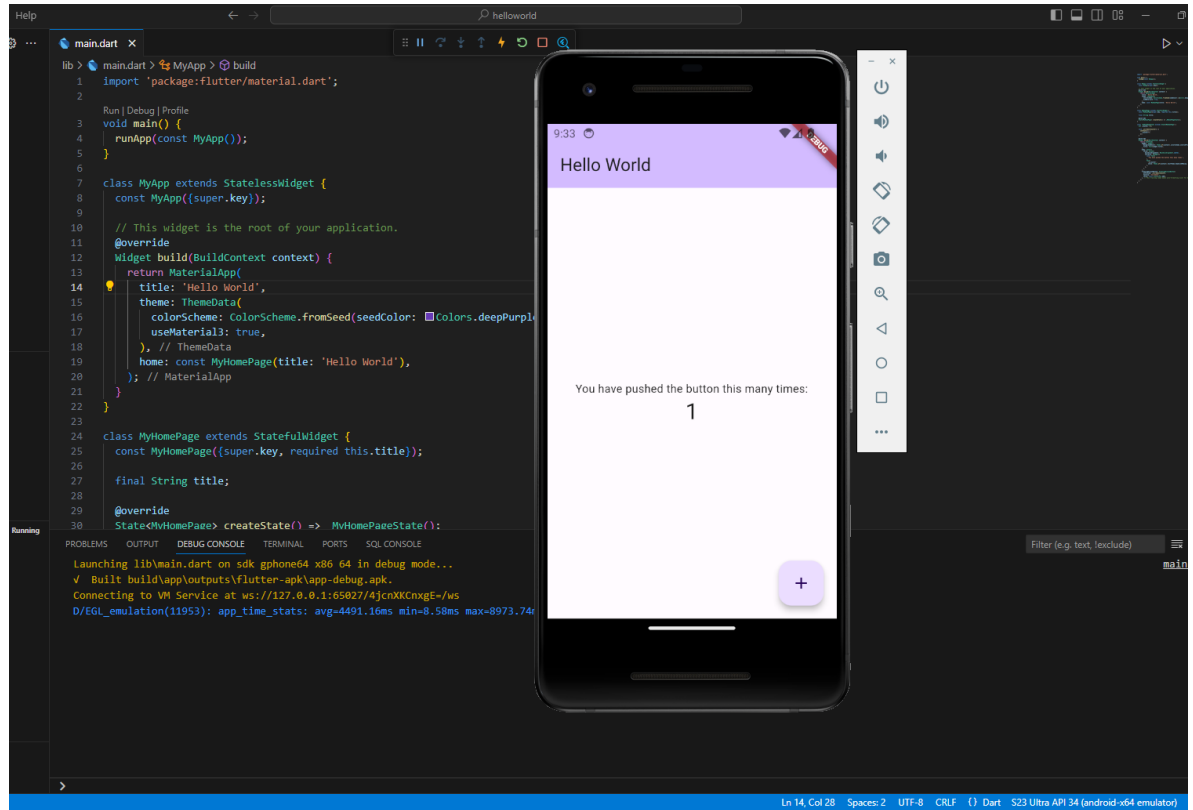 Help
helloworld
main.dart
lib > main.dart > MyApp > build
1 import 'package:flutter/material.dart';
2
Run | Debug | Profile
3 void main() {
4 runApp(const MyApp());
5 }
6
7 class MyApp extends StatelessWidget {
8 const MyApp({super.key});
9
10 // This widget is the root of your application.
11 @override
12 Widget build(BuildContext context) {
13 return MaterialApp(
14 title: 'Hello World',
15 theme: ThemeData(
16 colorScheme: ColorScheme.fromSeed(seedColor: Colors.deepPurpl
17 useMaterial3: true,
18 ), // ThemeData
19 home: const MyHomePage(title: 'Hello World'),
20 ); // MaterialApp
21 }
22 }
23
24 class MyHomePage extends StatefulWidget {
25 const MyHomePage({super.key, required this.title});
26
27 final String title;
28
29 @override
30 State<MyHomePage> createState() => _MyHomePageState();
Running
PROBLEMS OUTPUT DEBUG CONSOLE TERMINAL PORTS SQL CONSOLE
Filter (e.g. text, !exclude)
Launching lib\main.dart on sdk gphone64 x86 64 in debug mode...
main
√ Built build\app\outputs\flutter-apk\app-debug.apk.
Connecting to VM Service at ws://127.0.0.1:65027/4jcnXKCnxgE=/ws
D/EGL_emulation(11953): app_time_stats: avg=4491.16ms min=8.58ms max=8973.74m
9:33
DEBUG
Hello World
You have pushed the button this many times:
1
+
Ln 14, Col 28 Spaces: 2 UTF-8 CRLF {} Dart S23 Ultra API 34 (android-x64 emulator)